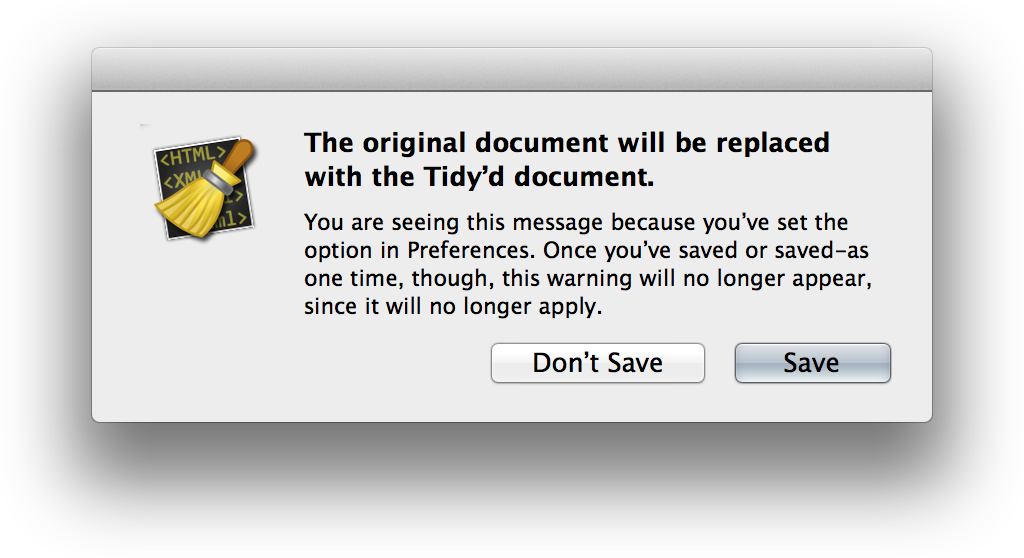 <HTML>
<XML
l>
ml>
The original document will be replaced
with the Tidy’d document.
You are seeing this message because you’ve set the
option in Preferences. Once you’ve saved or saved-as
one time, though, this warning will no longer appear,
since it will no longer apply.
Don’t Save
Save